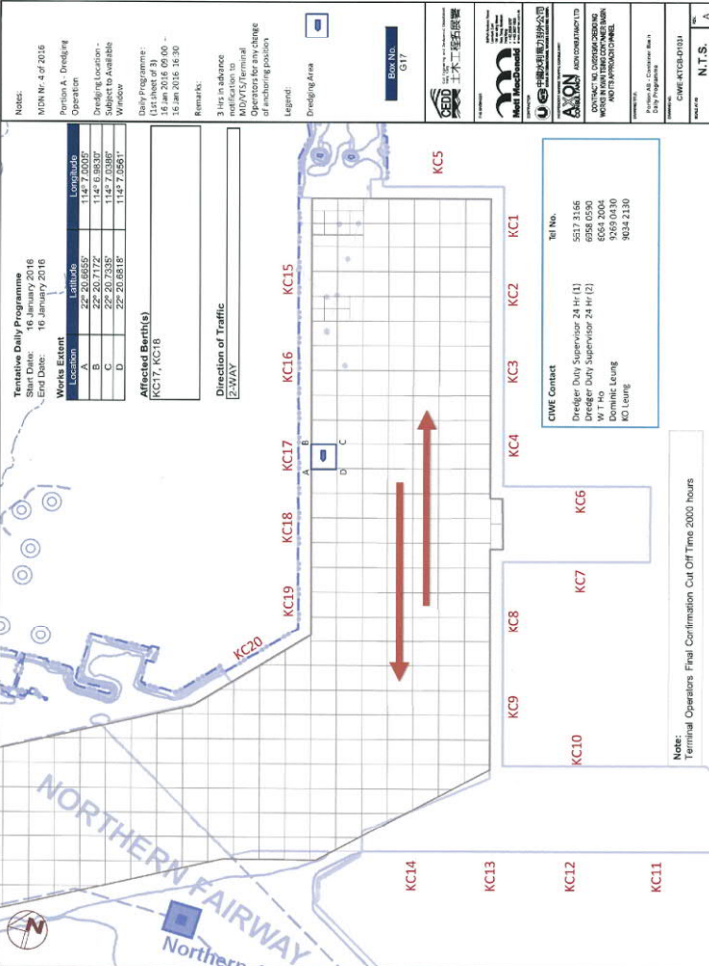 Tentative Daily Programme
Start Date: 16 January 2016
End Date: 16 January 2016
Works Extent
Location Latitude Longitude
A 22° 20.6655' 114° 7.0005'
B 22° 20.7172' 114° 6.9830'
C 22° 20.7335' 114° 7.0386'
D 22° 20.6818' 114° 7.0561'
Affected Berth(s)
KC17, KC18
Direction of Traffic
2-WAY
Notes:
MDN Nr. 4 of 2016
Portion A: Dredging
Operation
Dredging Location -
Subject to Available
Window
Daily Programme:
(1st sheet of 3)
16 Jan 2016 09:00 -
16 Jan 2016 16:30
Remarks:
3 Hrs in advance
notification to
MD/VTS/Terminal
Operators for any change
of anchoring position
Legend:
Dredging Area
Box No.
G17
CEDD 土木工程拓展署
Mott MacDonald
AXON
CONSULTANCY
Daily Programme
CIWE-KTCB-D1034
N.T.S.
A
N
NORTHERN FAIRWAY
Northern
KC20
KC19
KC18
KC17
KC16
KC15
A
B
C
D
KC5
KC14
KC13
KC12
KC11
KC10
KC9
KC8
KC7
KC6
KC4
KC3
KC2
KC1
CIWE Contact Tel No.
Dredger Duty Supervisor 24 Hr (1) 5517 3166
Dredger Duty Supervisor 24 Hr (2) 6958 0590
W T Ho 6064 2004
Dominic Leung 9269 0430
KO Leung 9034 2130
Note:
Terminal Operators Final Confirmation Cut Off Time 2000 hours